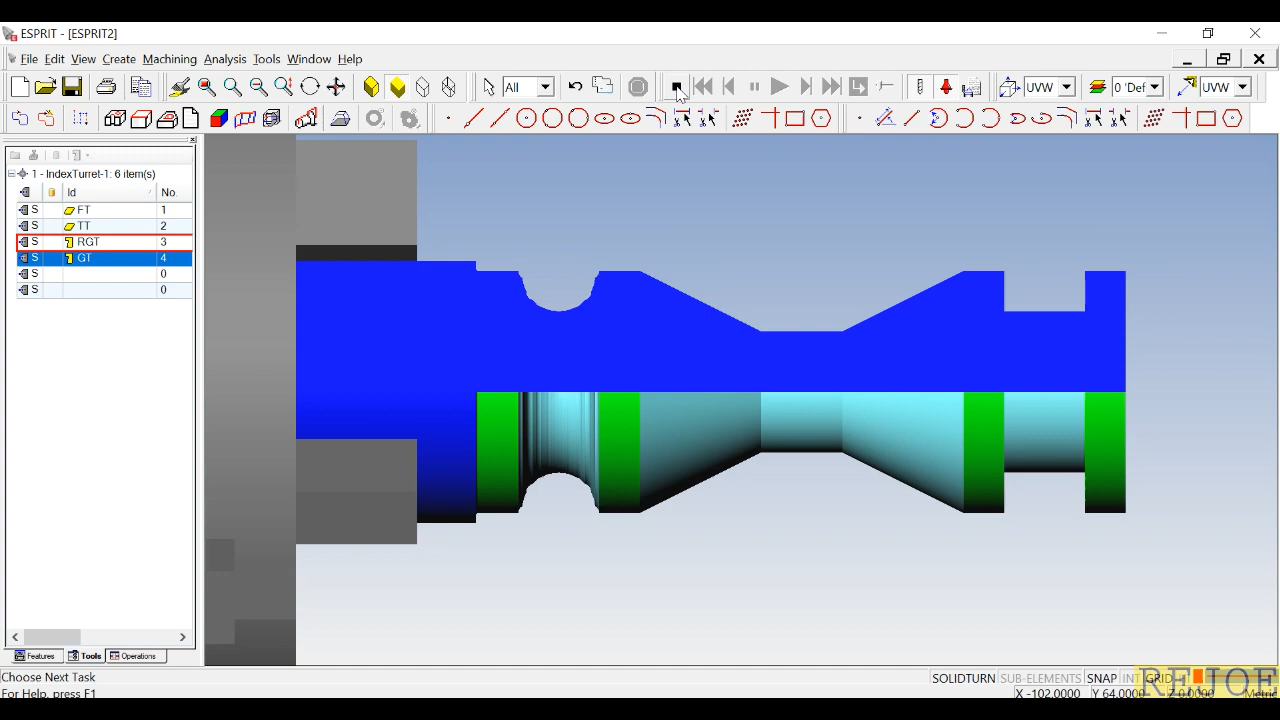 ESPRIT - [ESPRIT2]
File Edit View Create Machining Analysis Tools Window Help
All
UVW
0 'Def
UVW
1 - IndexTurret-1: 6 item(s)
Id No.
S FT 1
S TT 2
S RGT 3
S GT 4
S 0
S 0
Features Tools Operations
Choose Next Task
SOLIDTURN SUB-ELEMENTS SNAP INT GRID
For Help, press F1
X -102.0000 Y 64.0000 Z 0.0000 Metric